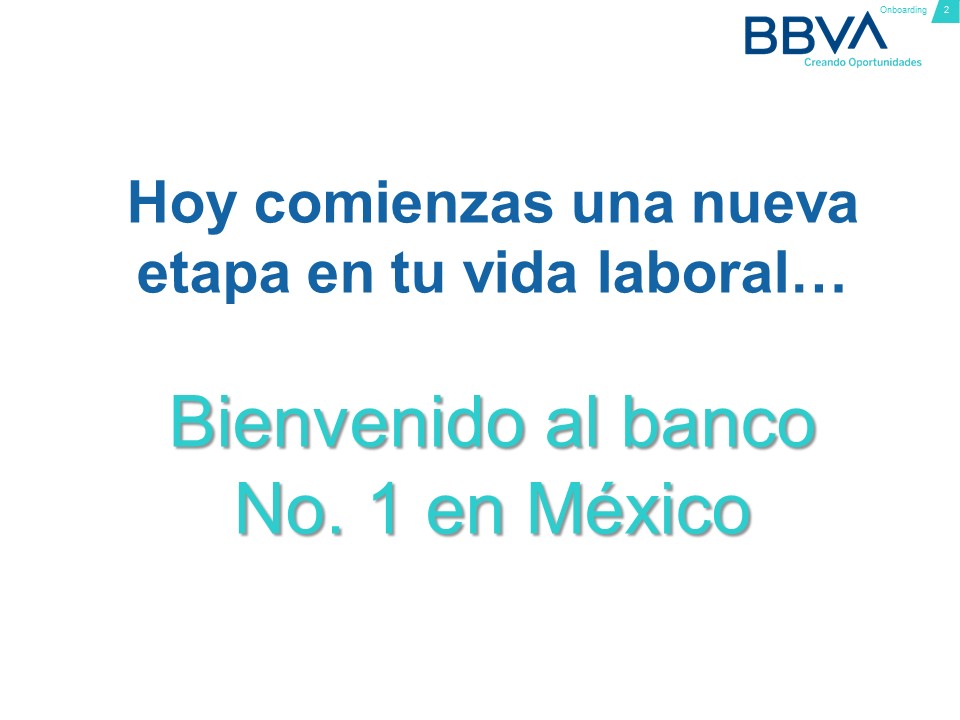 Onboarding 2
BBVA
Creando Oportunidades
Hoy comienzas una nueva
etapa en tu vida laboral…
Bienvenido al banco
No. 1 en México